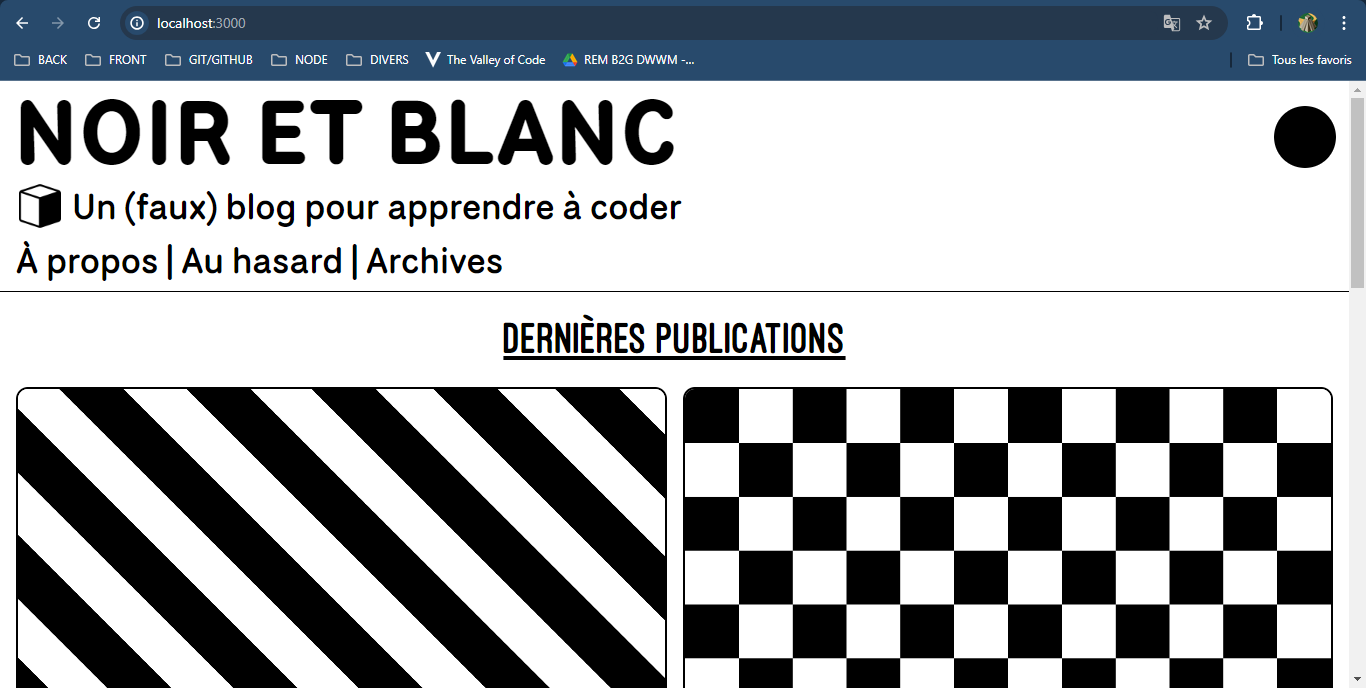 localhost:3000
BACK FRONT GIT/GITHUB NODE DIVERS The Valley of Code REM B2G DWWM -... Tous les favoris
NOIR ET BLANC
Un (faux) blog pour apprendre à coder
À propos | Au hasard | Archives
DERNIÈRES PUBLICATIONS